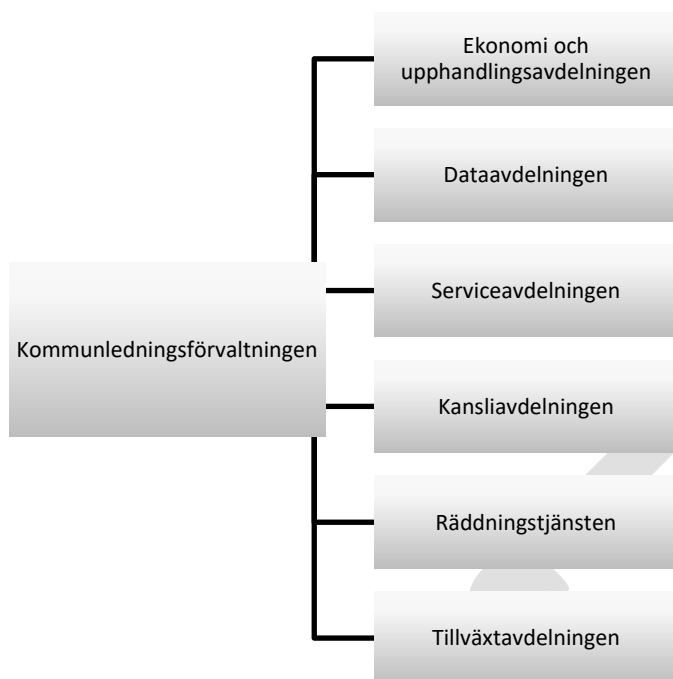 Ekonomi och
upphandlingsavdelningen
Dataavdelningen
Serviceavdelningen
Kommunledningsförvaltningen
Kansliavdelningen
Räddningstjänsten
Tillväxtavdelningen